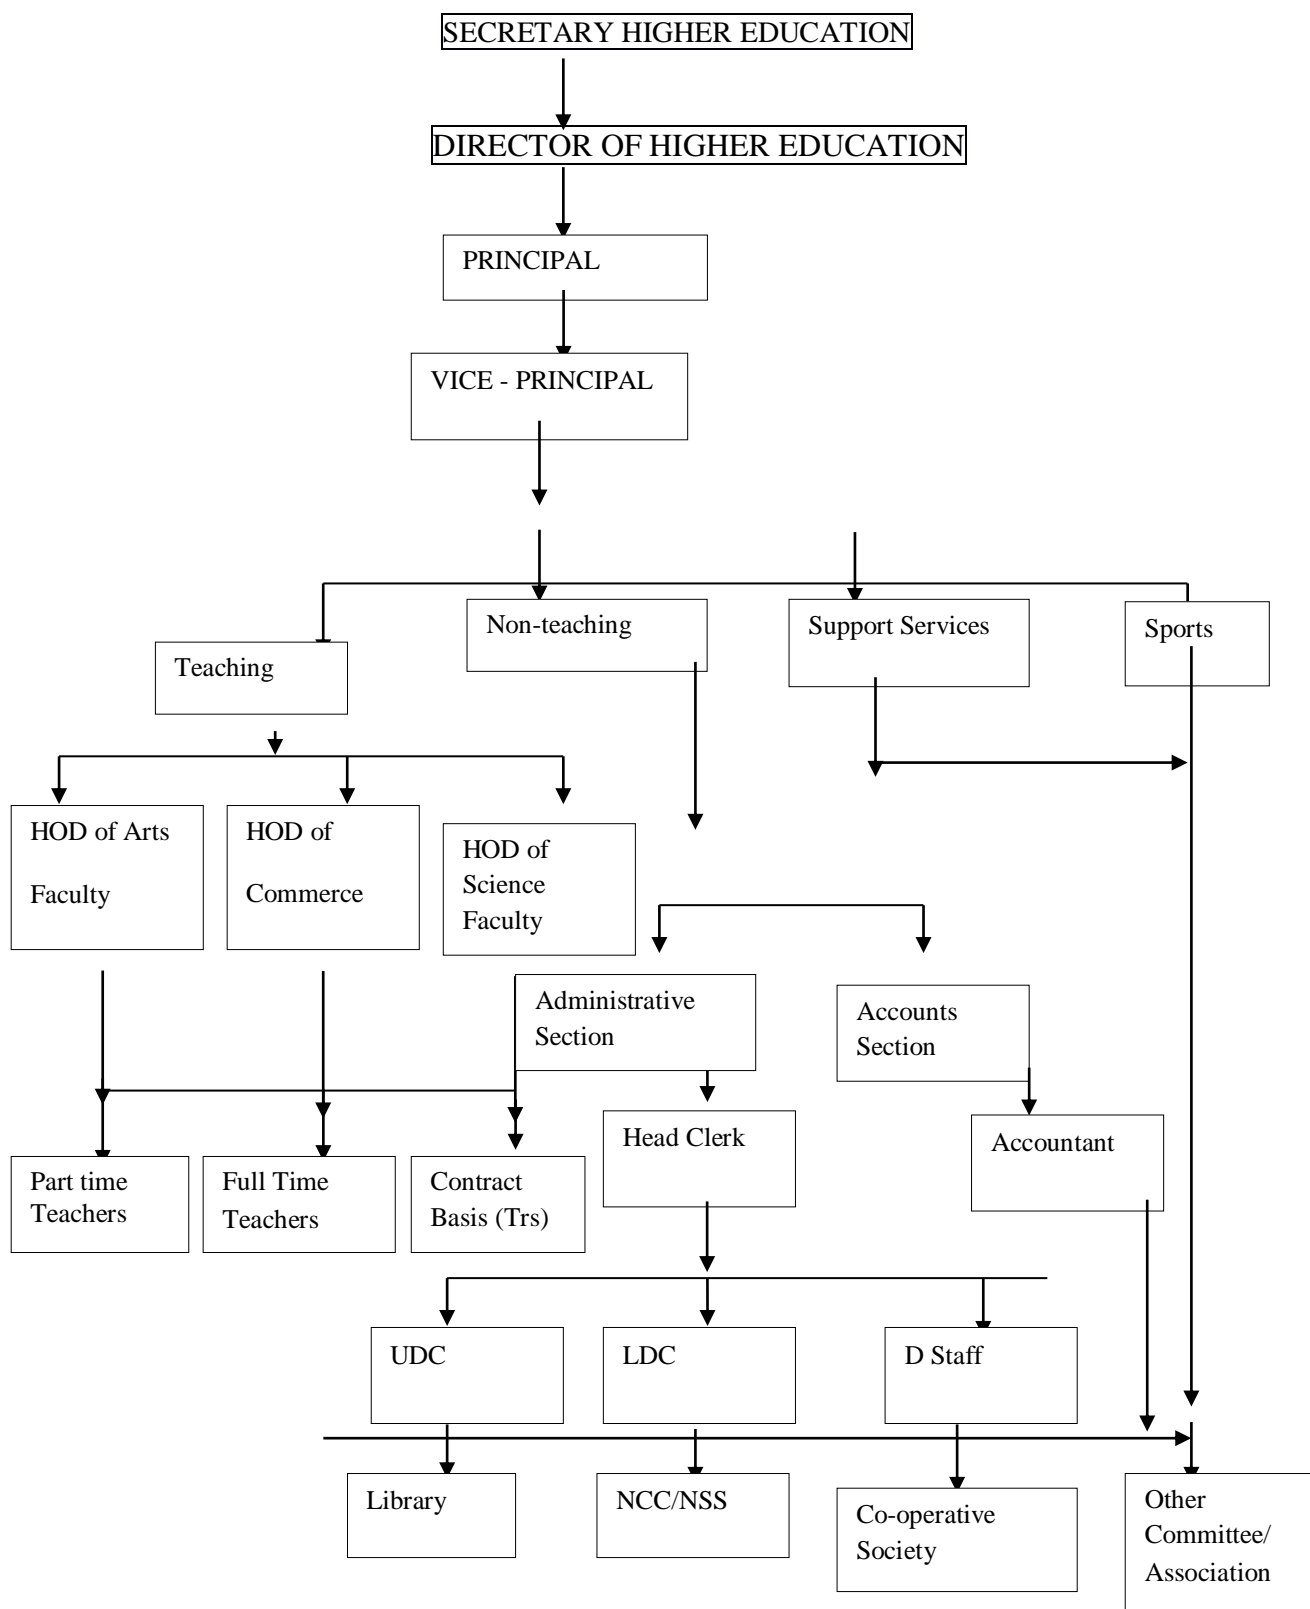 SECRETARY HIGHER EDUCATION
DIRECTOR OF HIGHER EDUCATION
PRINCIPAL
VICE - PRINCIPAL
Non-teaching
Support Services
Sports
Teaching
HOD of Arts
Faculty
HOD of
Commerce
HOD of
Science
Faculty
Administrative
Section
Accounts
Section
Head Clerk
Accountant
Part time
Teachers
Full Time
Teachers
Contract
Basis (Trs)
UDC
LDC
D Staff
Library
NCC/NSS
Co-operative
Society
Other
Committee/
Association